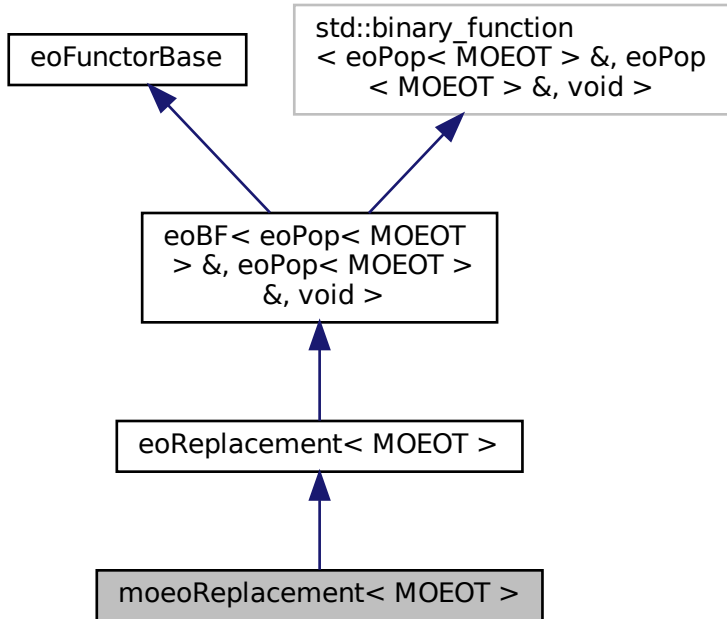 eoFunctorBase
std::binary_function
< eoPop< MOEOT > &, eoPop
< MOEOT > &, void >
eoBF< eoPop< MOEOT
> &, eoPop< MOEOT >
&, void >
eoReplacement< MOEOT >
moeoReplacement< MOEOT >